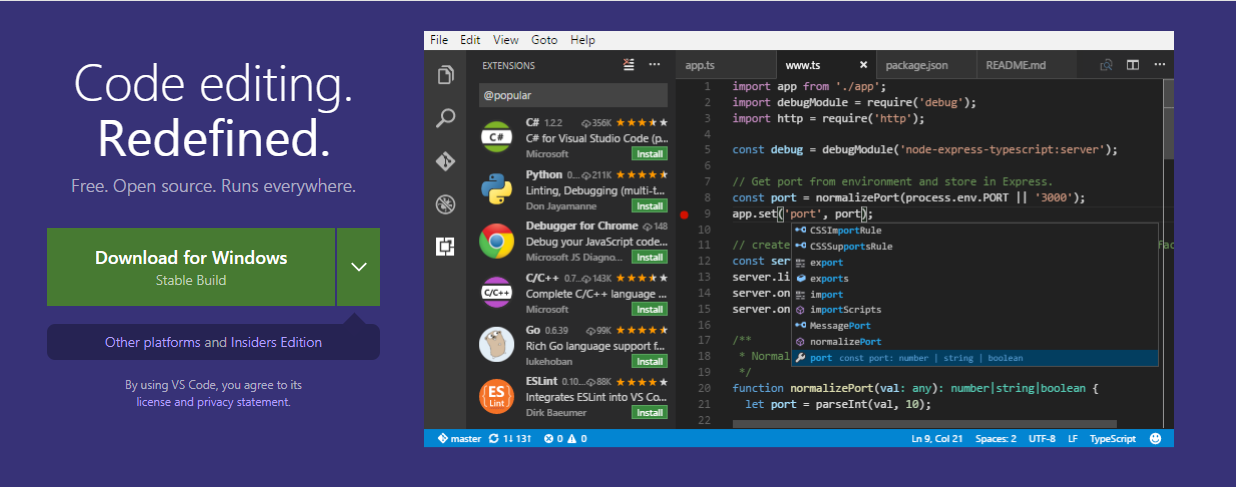 Code editing.
Redefined.
Free. Open source. Runs everywhere.
Download for Windows
Stable Build
Other platforms and Insiders Edition
By using VS Code, you agree to its
license and privacy statement.
File Edit View Goto Help
EXTENSIONS
@popular
C# 1.2.2 356K
C# for Visual Studio Code (p...
Microsoft Install
Python 0... 211K
Linting, Debugging (multi-t...
Don Jayamanne Install
Debugger for Chrome 148
Debug your JavaScript code...
Microsoft JS Diagno... Install
C/C++ 0.7... 143K
Complete C/C++ language ...
Microsoft Install
Go 0.6.39 99K
Rich Go language support f...
lukehoban Install
ESLint 0.10... 88K
Integrates ESLint into VS Co...
Dirk Baeumer Install
app.ts www.ts package.json README.md
1 import app from './app';
2 import debugModule = require('debug');
3 import http = require('http');
4
5 const debug = debugModule('node-express-typescript:server');
6
7 // Get port from environment and store in Express.
8 const port = normalizePort(process.env.PORT || '3000');
9 app.set('port', port);
10
11 // create fac
12 const ser
13 server.li
14 server.on
15 server.on
16
17 /**
18 * Normal
19 */
20 function normalizePort(val: any): number|string|boolean {
21 let port = parseInt(val, 10);
22
CSSImportRule
CSSSupportsRule
export
exports
import
importScripts
MessagePort
normalizePort
port const port: number | string | boolean
master 1↓ 13↑ 0 0 Ln 9, Col 21 Spaces: 2 UTF-8 LF TypeScript